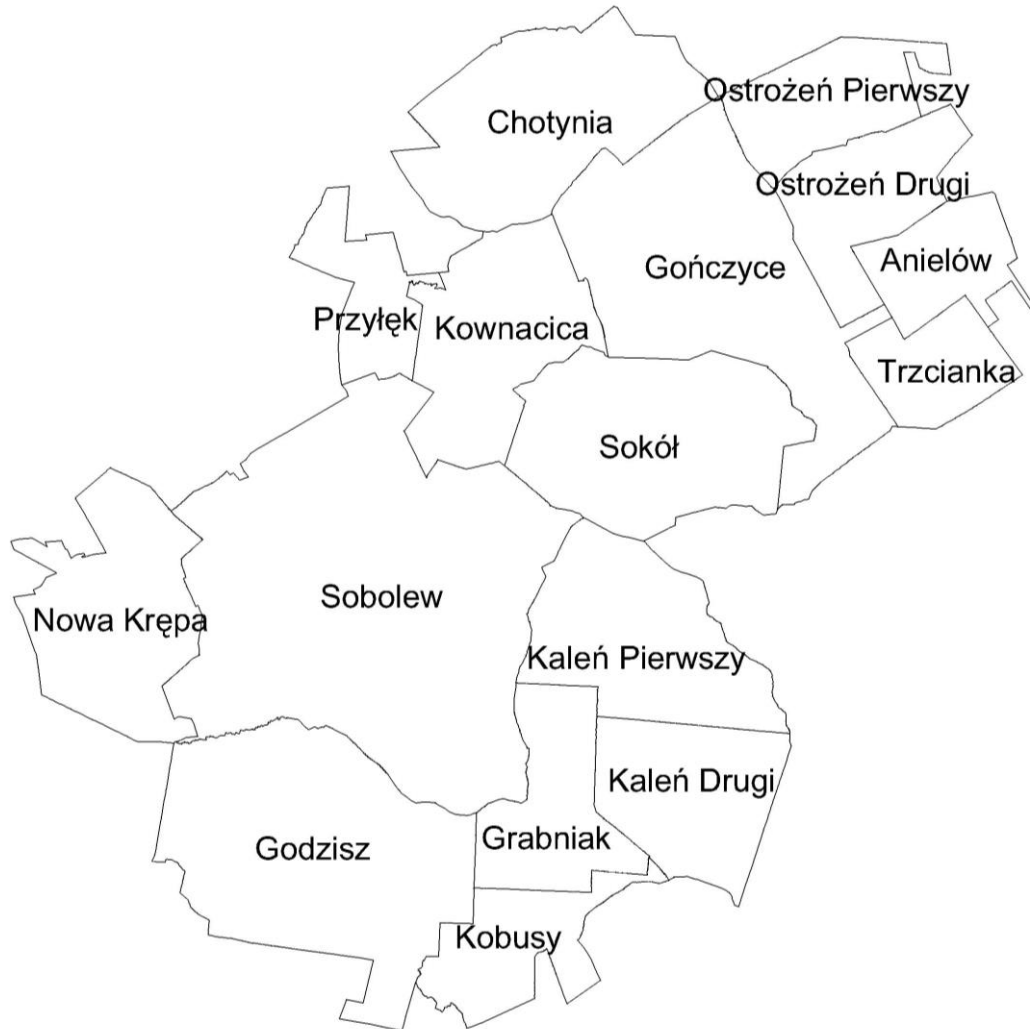 Ostrożeń Pierwszy
Chotynia
Ostrożeń Drugi
Anielów
Gończyce
Przyłęk
Kownacica
Trzcianka
Sokół
Sobolew
Nowa Krępa
Kaleń Pierwszy
Kaleń Drugi
Grabniak
Godzisz
Kobusy